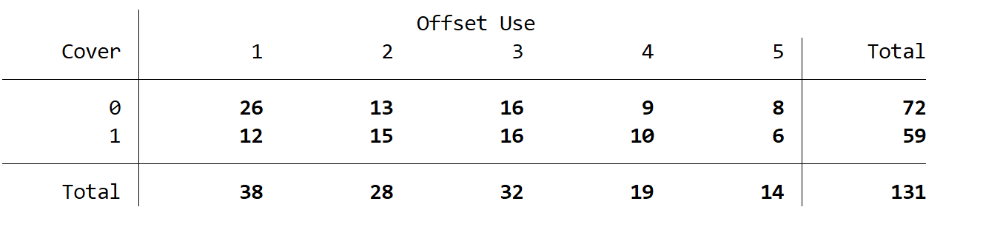 Offset Use
Cover 1 2 3 4 5 Total
0 26 13 16 9 8 72
1 12 15 16 10 6 59
Total 38 28 32 19 14 131